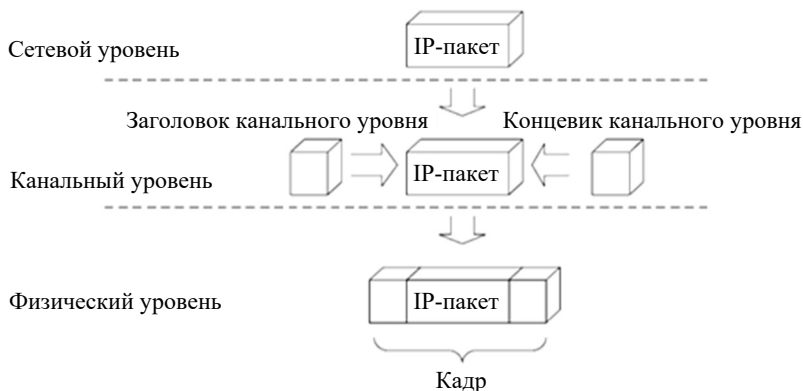 Сетевой уровень
IP-пакет
Заголовок канального уровня
Концевик канального уровня
Канальный уровень
IP-пакет
Физический уровень
IP-пакет
Кадр